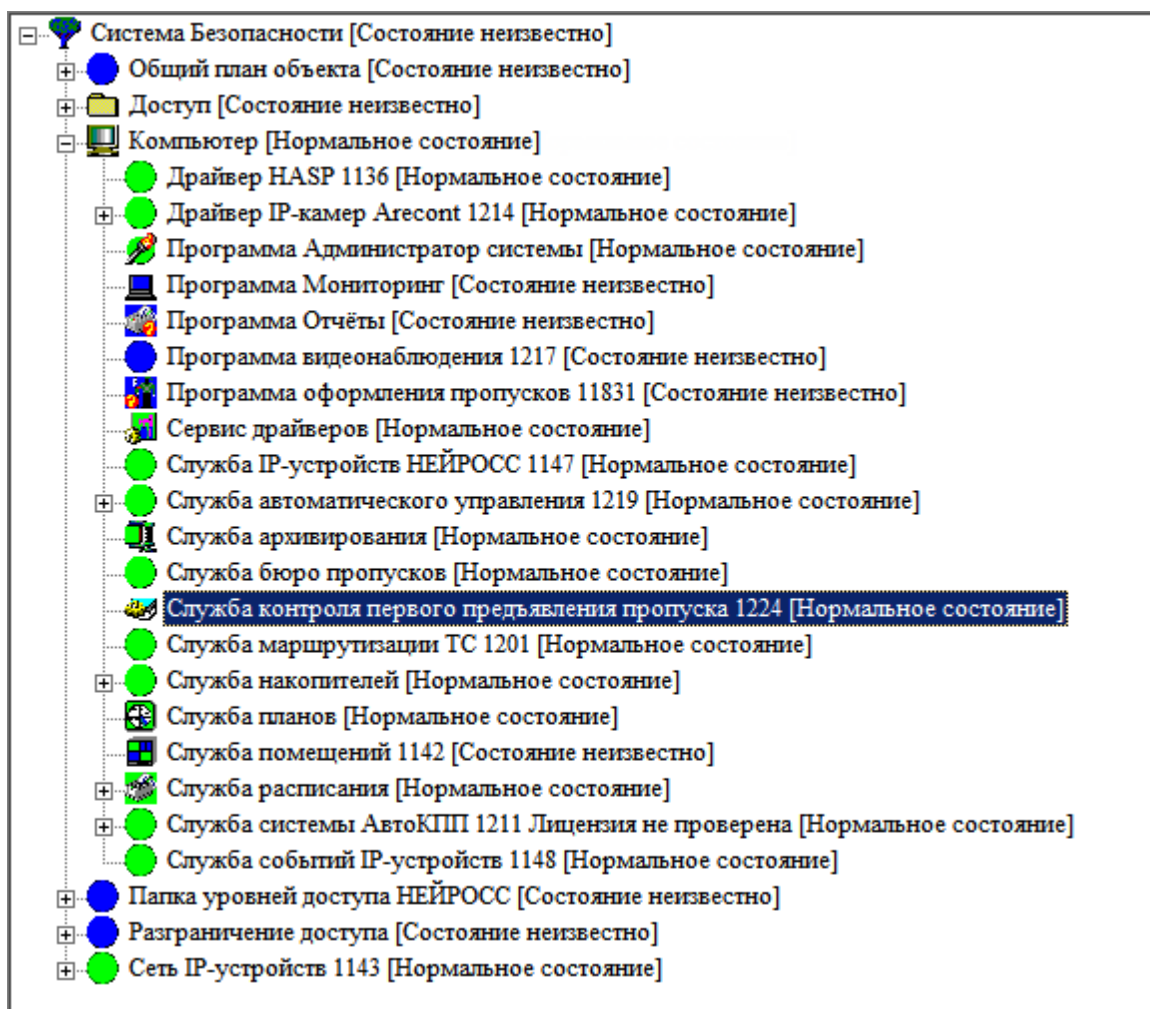 Система Безопасности [Состояние неизвестно]
Общий план объекта [Состояние неизвестно]
Доступ [Состояние неизвестно]
Компьютер [Нормальное состояние]
Драйвер HASP 1136 [Нормальное состояние]
Драйвер IP-камер Arecont 1214 [Нормальное состояние]
Программа Администратор системы [Нормальное состояние]
Программа Мониторинг [Состояние неизвестно]
Программа Отчёты [Состояние неизвестно]
Программа видеонаблюдения 1217 [Состояние неизвестно]
Программа оформления пропусков 11831 [Состояние неизвестно]
Сервис драйверов [Нормальное состояние]
Служба IP-устройств НЕЙРОСС 1147 [Нормальное состояние]
Служба автоматического управления 1219 [Нормальное состояние]
Служба архивирования [Нормальное состояние]
Служба бюро пропусков [Нормальное состояние]
Служба контроля первого предъявления пропуска 1224 [Нормальное состояние]
Служба маршрутизации ТС 1201 [Нормальное состояние]
Служба накопителей [Нормальное состояние]
Служба планов [Нормальное состояние]
Служба помещений 1142 [Состояние неизвестно]
Служба расписания [Нормальное состояние]
Служба системы АвтоКПП 1211 Лицензия не проверена [Нормальное состояние]
Служба событий IP-устройств 1148 [Нормальное состояние]
Папка уровней доступа НЕЙРОСС [Состояние неизвестно]
Разграничение доступа [Состояние неизвестно]
Сеть IP-устройств 1143 [Нормальное состояние]